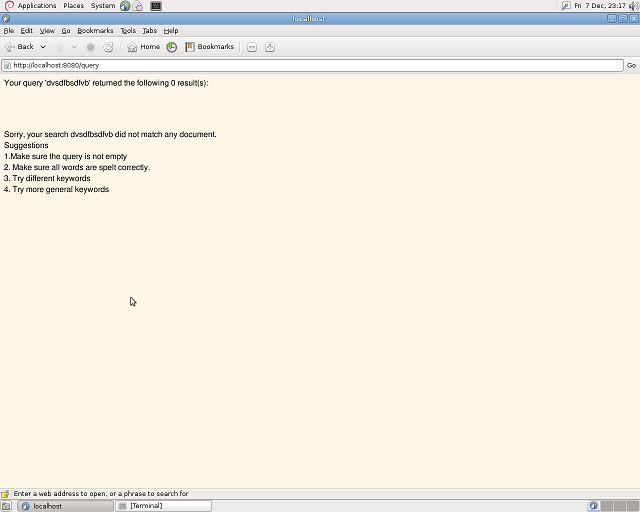 Applications Places System Fri 7 Dec, 23:17
localhost
File Edit View Go Bookmarks Tools Tabs Help
Back Home Bookmarks
http://localhost:8080/query Go
Your query 'dvsdfbsdfvb' returned the following 0 result(s):
Sorry, your search dvsdfbsdfvb did not match any document.
Suggestions
1.Make sure the query is not empty
2. Make sure all words are spelt correctly.
3. Try different keywords
4. Try more general keywords
Enter a web address to open, or a phrase to search for
localhost [Terminal]